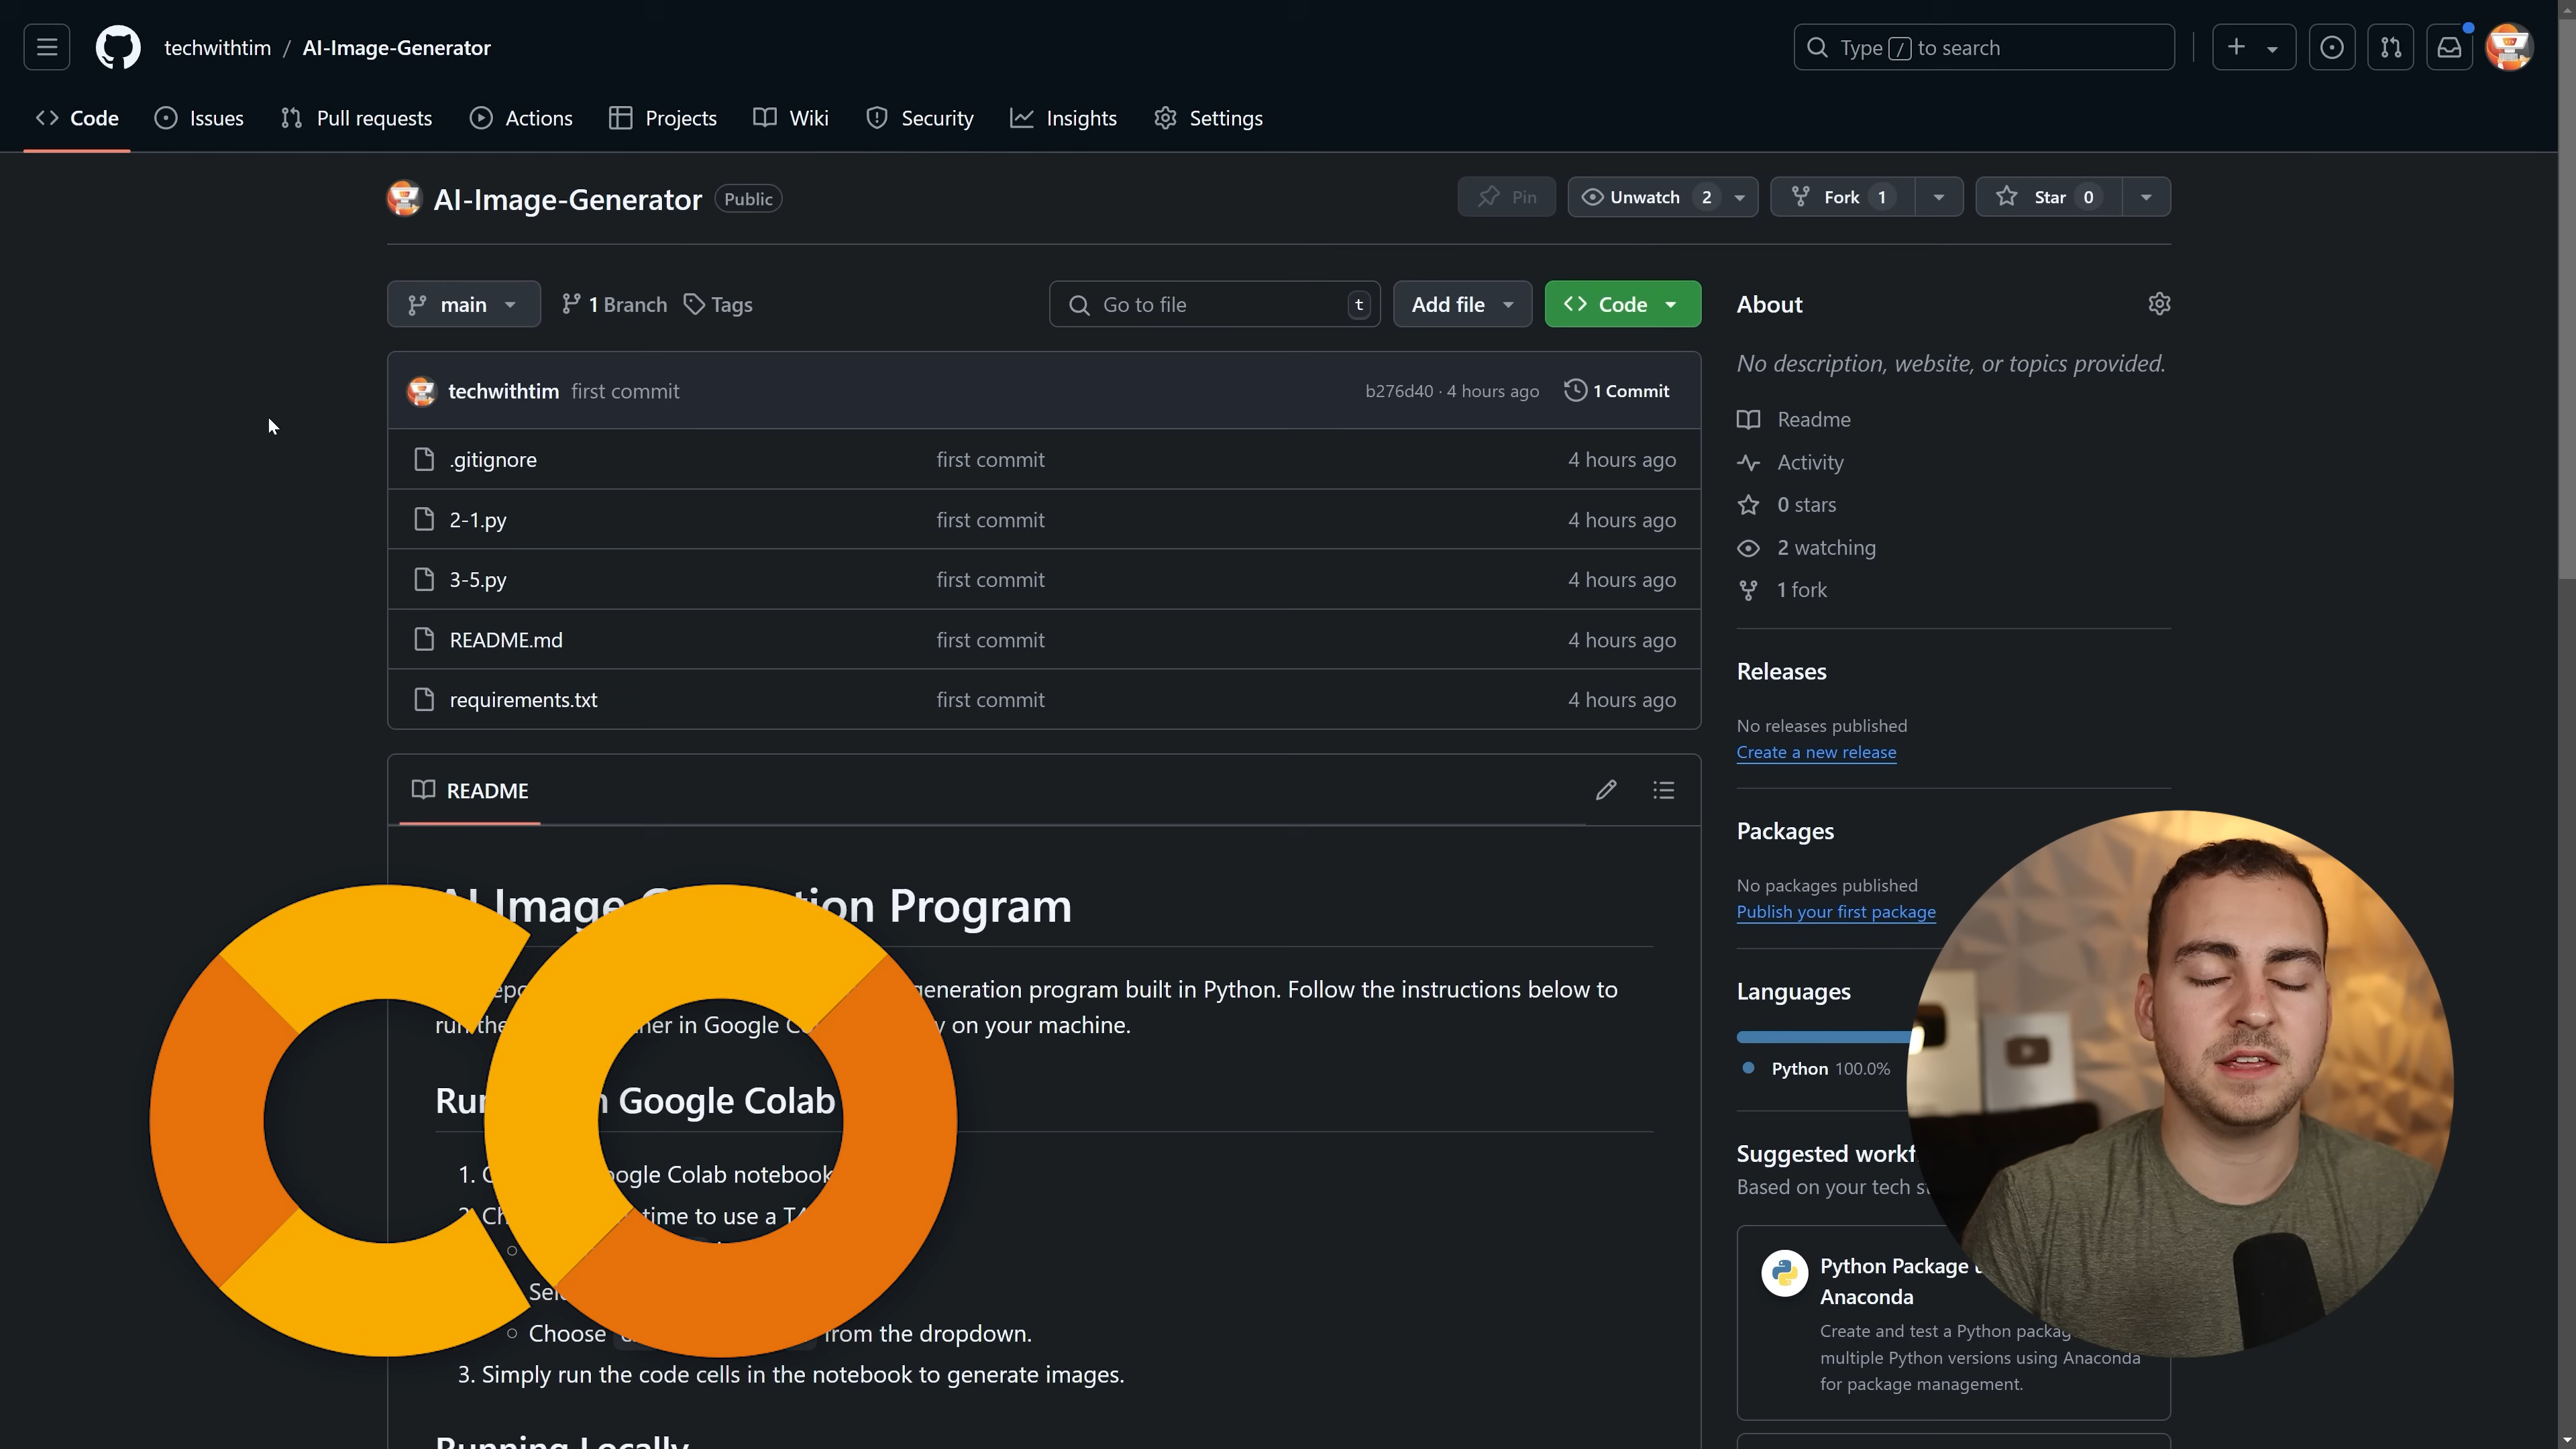 techwithtim / AI-Image-Generator
Type / to search
Code
Issues
Pull requests
Actions
Projects
Wiki
Security
Insights
Settings
AI-Image-Generator
Public
Pin
Unwatch 2
Fork 1
Star 0
main
1 Branch
Tags
Go to file
t
Add file
Code
techwithtim first commit
b276d40 · 4 hours ago
1 Commit
.gitignore first commit 4 hours ago
2-1.py first commit 4 hours ago
3-5.py first commit 4 hours ago
README.md first commit 4 hours ago
requirements.txt first commit 4 hours ago
README
Program
generation program built in Python. Follow the instructions below to
in Google on your machine.
Google Colab
1. Colab notebook
2. to use a
Choose from the dropdown.
3. Simply run the code cells in the notebook to generate images.
Running Locally
About
No description, website, or topics provided.
Readme
Activity
0 stars
2 watching
1 fork
Releases
No releases published
Create a new release
Packages
No packages published
Publish your first package
Languages
Python 100.0%
Suggested
Based on your tech
Python Package
Anaconda
Create and test a Python
multiple Python versions using Anaconda
for package management.